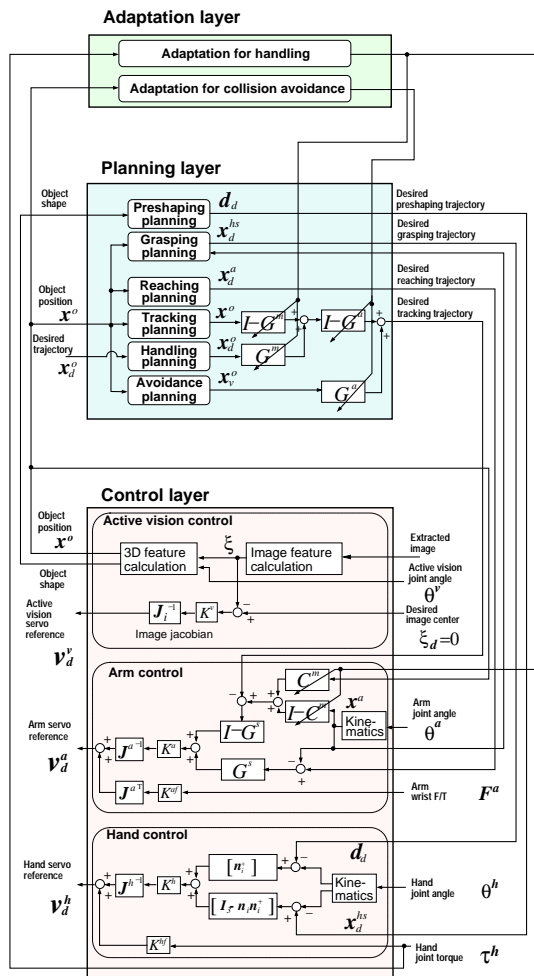 Adaptation layer
Adaptation for handling
Adaptation for collision avoidance
Planning layer
Object
shape
Preshaping
planning
d_d
Desired
preshaping trajectory
Grasping
planning
x_d^{hs}
Desired
grasping trajectory
Reaching
planning
x_d^a
Desired
reaching trajectory
Object
position
x^o
Tracking
planning
x^o
I-G^m
+
+
I-G^a
+
+
Desired
tracking trajectory
Desired
trajectory
x_d^o
Handling
planning
x_d^o
G^m
Avoidance
planning
x_v^o
G^a
Control layer
Active vision control
Object
position
x^o
3D feature
calculation
ξ
Image feature
calculation
Extracted
image
Object
shape
Active vision
joint angle
θ^v
Active
vision
servo
reference
v_d^v
J_i^{-1}
K^v
−
+
Image jacobian
Desired
image center
ξ_d=0
Arm control
C^m
I-C^m
−
+
+
+
x^a
Kine-
matics
Arm
joint angle
θ^a
Arm servo
reference
v_d^a
+
+
J^{a-1}
K^a
+
+
I-G^s
G^s
−
+
J^{aT}
K^{af}
Arm
wrist F/T
F^a
Hand control
d_d
Hand servo
reference
v_d^h
+
+
J^{h-1}
K^h
+
+
[n_i^+]
+
−
−
Kine-
matics
Hand
joint angle
θ^h
[I_3-n_in_i^+]
+
−
x_d^{hs}
K^{hf}
Hand
joint torque
τ^h